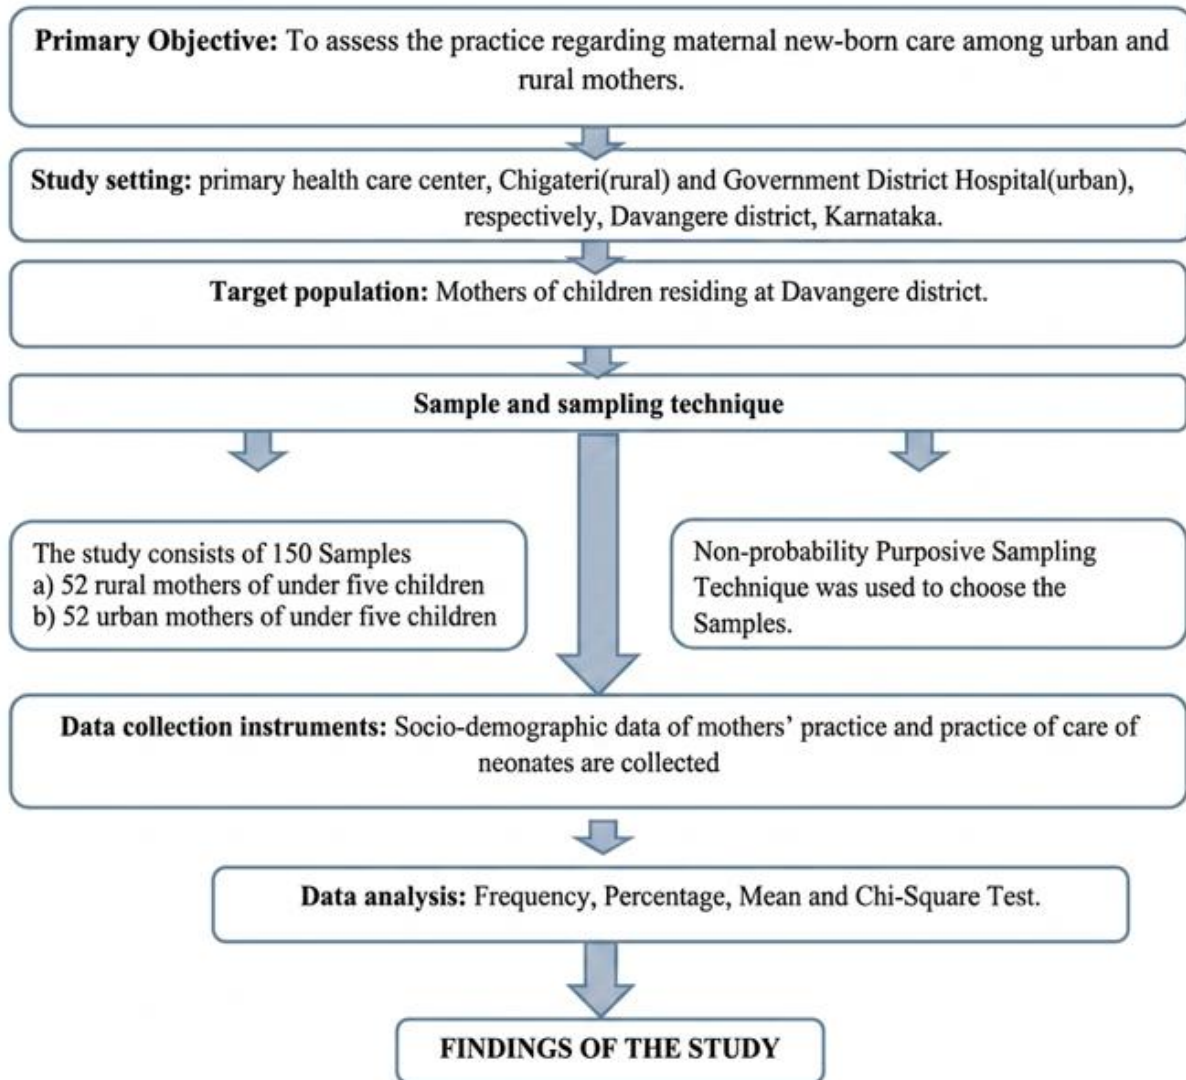 Primary Objective: To assess the practice regarding maternal new-born care among urban and
rural mothers.
Study setting: primary health care center, Chigateri(rural) and Government District Hospital(urban),
respectively, Davangere district, Karnataka.
Target population: Mothers of children residing at Davangere district.
Sample and sampling technique
The study consists of 150 Samples
a) 52 rural mothers of under five children
b) 52 urban mothers of under five children
Non-probability Purposive Sampling
Technique was used to choose the
Samples.
Data collection instruments: Socio-demographic data of mothers’ practice and practice of care of
neonates are collected
Data analysis: Frequency, Percentage, Mean and Chi-Square Test.
FINDINGS OF THE STUDY